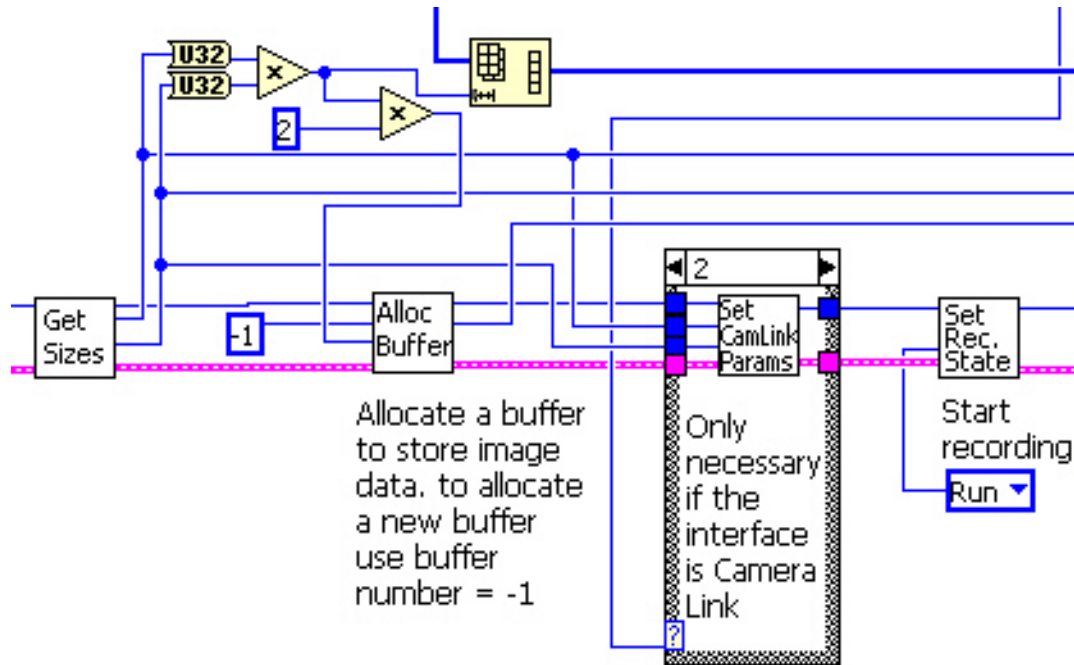 U32
U32
×
×
2
2
Get
Sizes
-1
Alloc
Buffer
Set
CamLink
Params
Set
Rec.
State
Allocate a buffer
to store image
data. to allocate
a new buffer
use buffer
number = -1
Only
necessary
if the
interface
is Camera
Link
?
Start
recording
Run